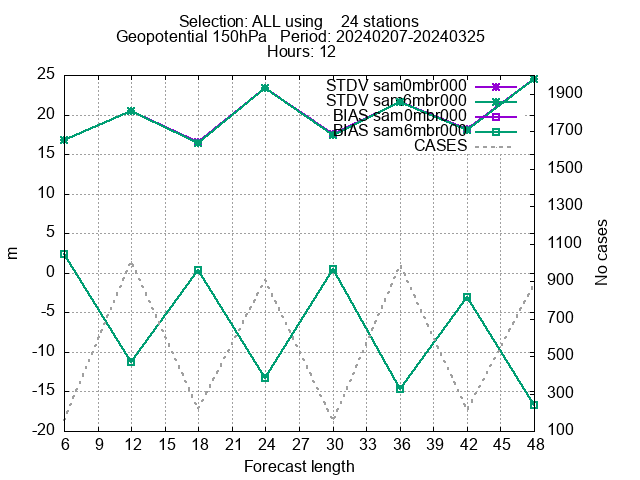 Selection: ALL using    24 stations
Geopotential 150hPa   Period: 20240207-20240325
Hours: 12
STDV sam0mbr000
STDV sam6mbr000
BIAS sam0mbr000
BIAS sam6mbr000
CASES
25
20
15
10
5
0
-5
-10
-15
-20
m
1900
1700
1500
1300
1100
900
700
500
300
100
No cases
6 9 12 15 18 21 24 27 30 33 36 39 42 45 48
Forecast length